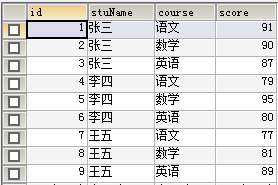 id stuName course score
1 张三 语文 91
2 张三 数学 90
3 张三 英语 87
4 李四 语文 79
5 李四 数学 95
6 李四 英语 80
7 王五 语文 77
8 王五 数学 81
9 王五 英语 89